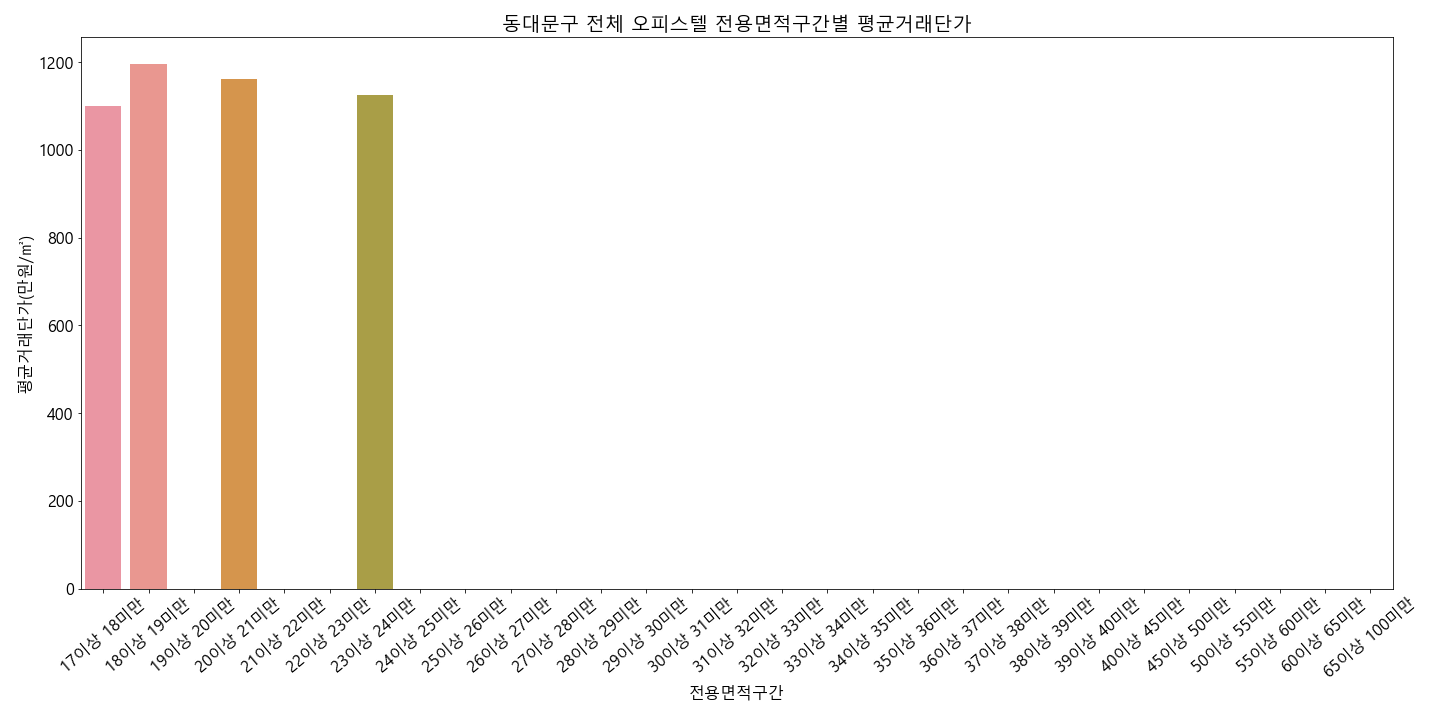 동대문구 전체 오피스텔 전용면적구간별 평균거래단가
평균거래단가(만원/㎡)
1200
1000
800
600
400
200
0
17이상 18미만
18이상 19미만
19이상 20미만
20이상 21미만
21이상 22미만
22이상 23미만
23이상 24미만
24이상 25미만
25이상 26미만
26이상 27미만
27이상 28미만
28이상 29미만
29이상 30미만
30이상 31미만
31이상 32미만
32이상 33미만
33이상 34미만
34이상 35미만
35이상 36미만
36이상 37미만
37이상 38미만
38이상 39미만
39이상 40미만
40이상 45미만
45이상 50미만
50이상 55미만
55이상 60미만
60이상 65미만
65이상 100미만
전용면적구간